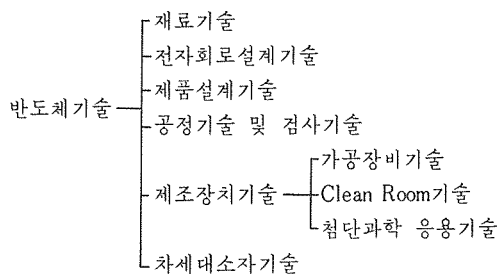 재료기술
전자회로설계기술
제품설계기술
반도체기술
공정기술 및 검사기술
가공장비기술
제조장치기술
Clean Room기술
첨단과학 응용기술
차세대소자기술